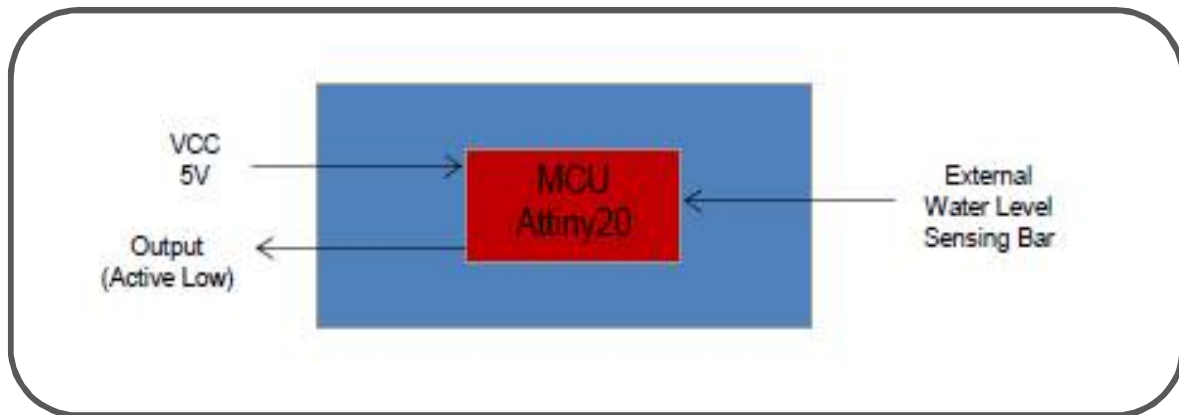 VCC
5V
Output
(Active Low)
MCU
Attiny20
External
Water Level
Sensing Bar